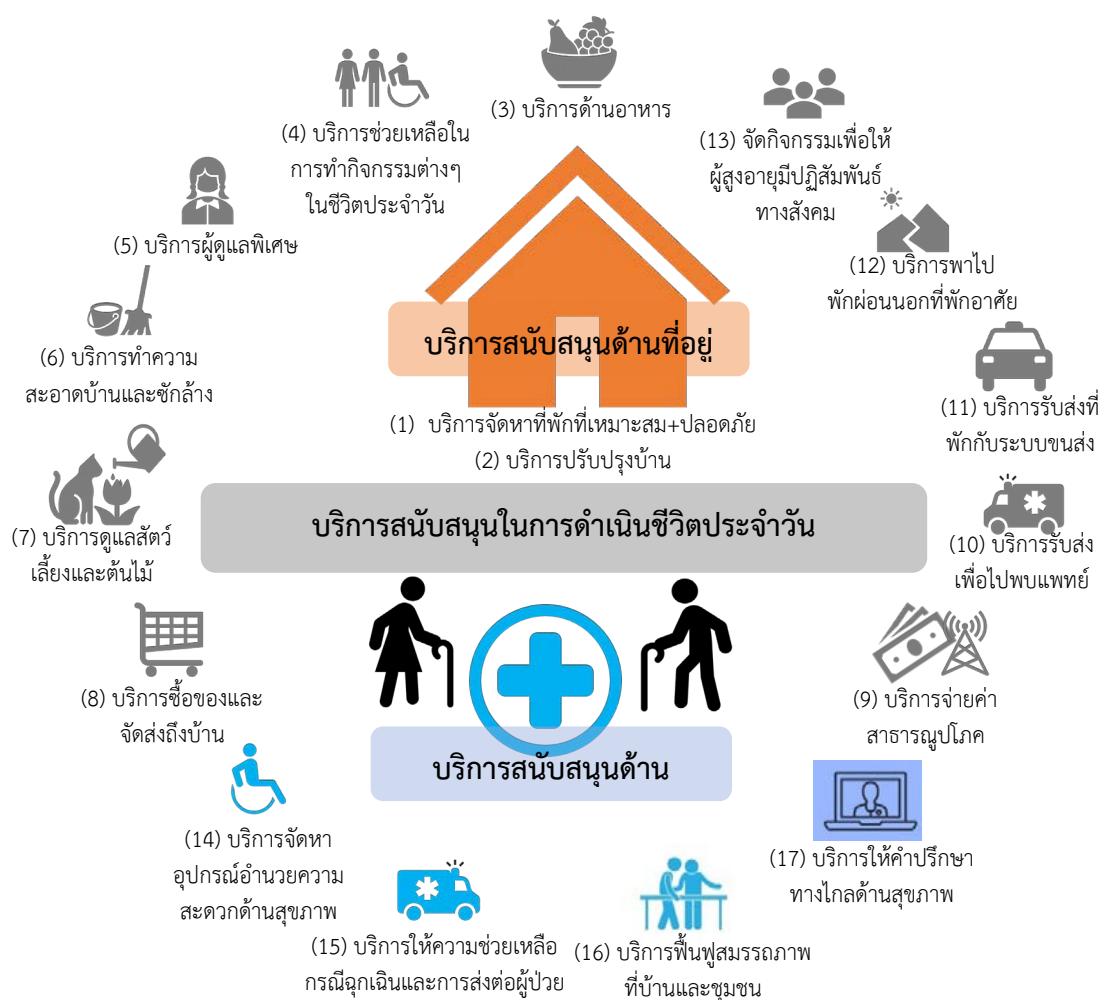 (3) บริการด้านอาหาร
(4) บริการช่วยเหลือใน
การทำกิจกรรมต่างๆ
ในชีวิตประจำวัน
(13) จัดกิจกรรมเพื่อให้
ผู้สูงอายุมีปฏิสัมพันธ์
ทางสังคม
(5) บริการผู้ดูแลพิเศษ
(12) บริการพาไป
พักผ่อนนอกที่พักอาศัย
บริการสนับสนุนด้านที่อยู่
(6) บริการทำความ
สะอาดบ้านและซักล้าง
(11) บริการรับส่งที่
พักกับระบบขนส่ง
(1) บริการจัดหาที่พักที่เหมาะสม+ปลอดภัย
(2) บริการปรับปรุงบ้าน
บริการสนับสนุนในการดำเนินชีวิตประจำวัน
(7) บริการดูแลสัตว์
เลี้ยงและต้นไม้
(10) บริการรับส่ง
เพื่อไปพบแพทย์
(8) บริการซื้อของและ
จัดส่งถึงบ้าน
(9) บริการจ่ายค่า
สาธารณูปโภค
บริการสนับสนุนด้าน
(14) บริการจัดหา
อุปกรณ์อำนวยความ
สะดวกด้านสุขภาพ
(17) บริการให้คำปรึกษา
ทางไกลด้านสุขภาพ
(15) บริการให้ความช่วยเหลือ
กรณีฉุกเฉินและการส่งต่อผู้ป่วย
(16) บริการฟื้นฟูสมรรถภาพ
ที่บ้านและชุมชน